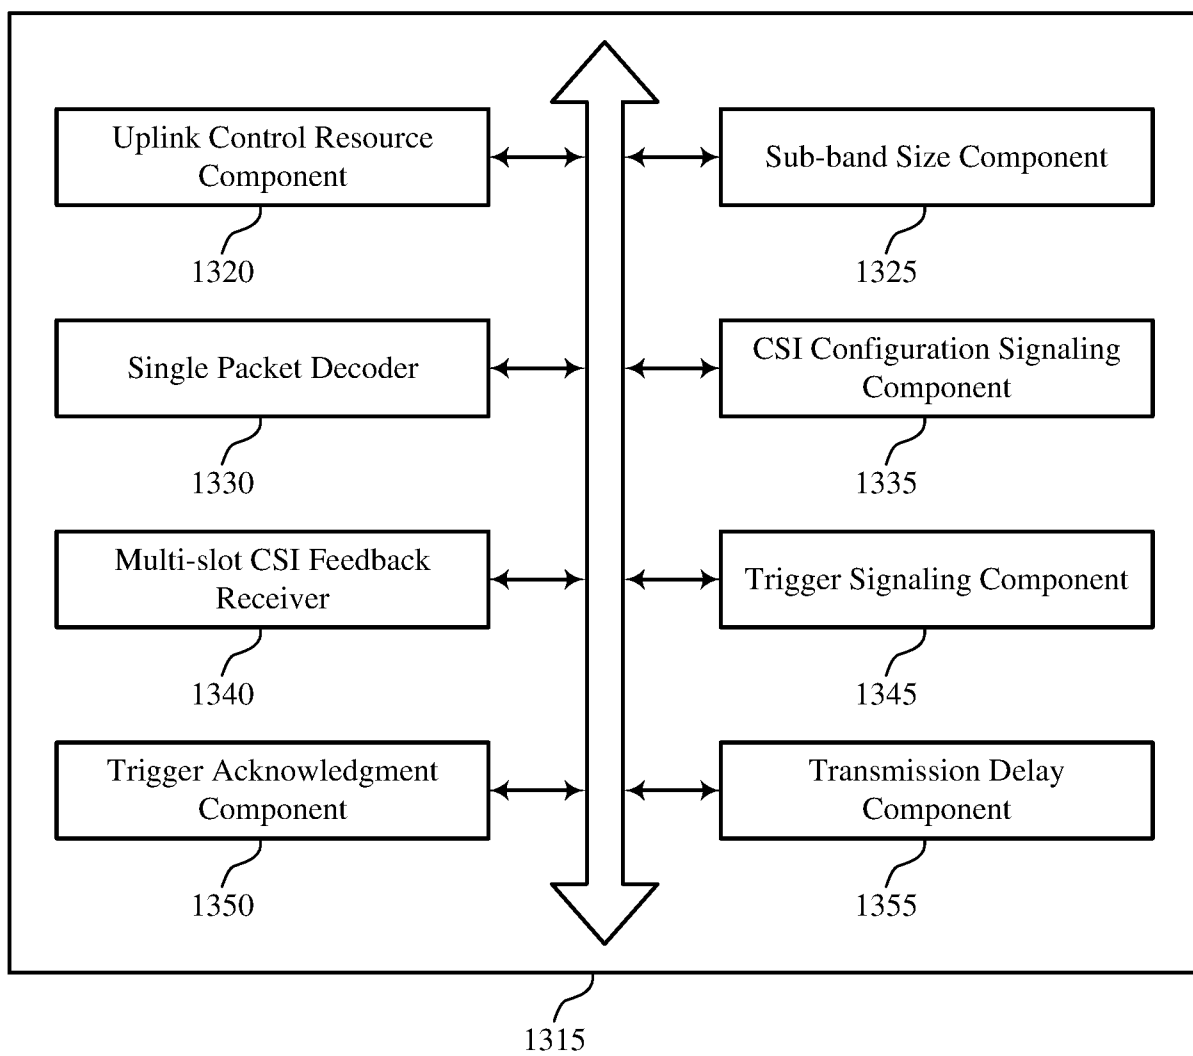 Uplink Control Resource
Component
1320
Sub-band Size Component
1325
Single Packet Decoder
1330
CSI Configuration Signaling
Component
1335
Multi-slot CSI Feedback
Receiver
1340
Trigger Signaling Component
1345
Trigger Acknowledgment
Component
1350
Transmission Delay
Component
1355
1315